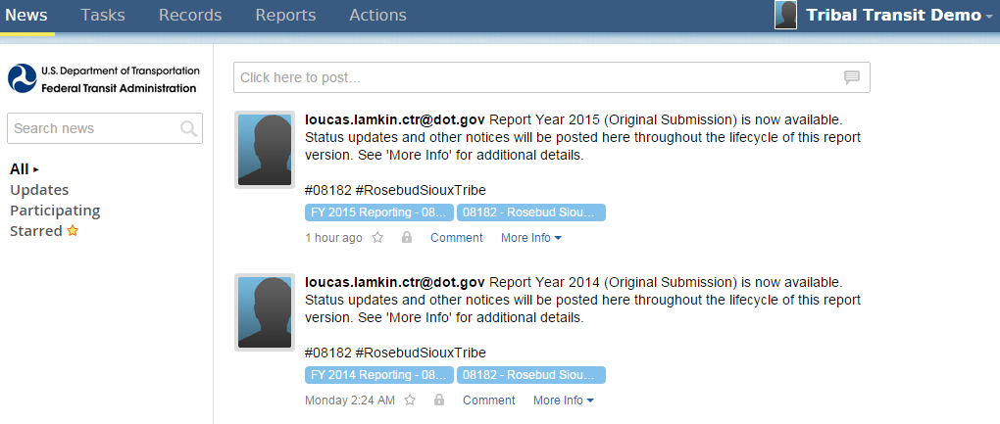 News Tasks Records Reports Actions Tribal Transit Demo
U.S. Department of Transportation
Federal Transit Administration
Search news
All
Updates
Participating
Starred
Click here to post...
loucas.lamkin.ctr@dot.gov Report Year 2015 (Original Submission) is now available.
Status updates and other notices will be posted here throughout the lifecycle of this report
version. See 'More Info' for additional details.
#08182 #RosebudSiouxTribe
FY 2015 Reporting - 08... 08182 - Rosebud Siou...
1 hour ago Comment More Info
loucas.lamkin.ctr@dot.gov Report Year 2014 (Original Submission) is now available.
Status updates and other notices will be posted here throughout the lifecycle of this report
version. See 'More Info' for additional details.
#08182 #RosebudSiouxTribe
FY 2014 Reporting - 08... 08182 - Rosebud Siou...
Monday 2:24 AM Comment More Info